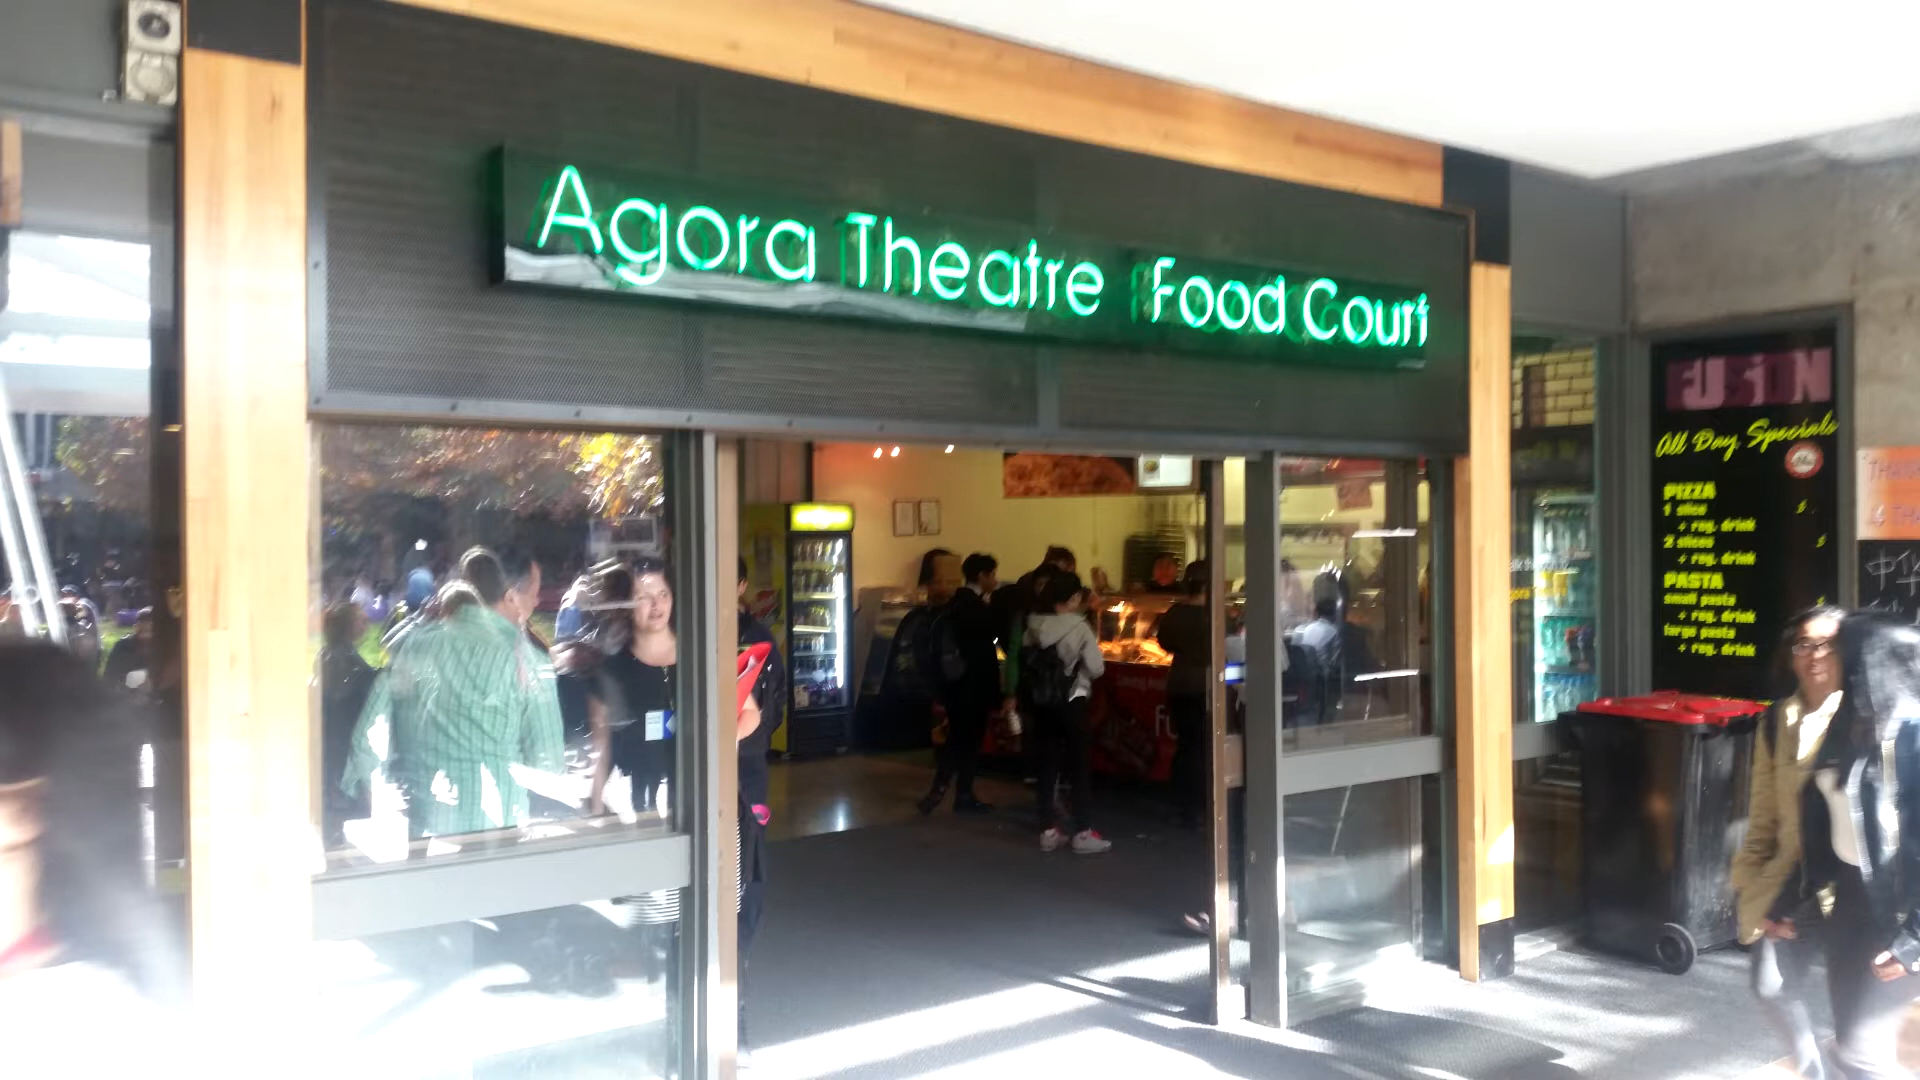 Agora Theatre Food Court
FUSION
All Day Specials
PIZZA
1 slice
+ reg. drink
2 slices
+ reg. drink
PASTA
small pasta
+ reg. drink
large pasta
+ reg. drink